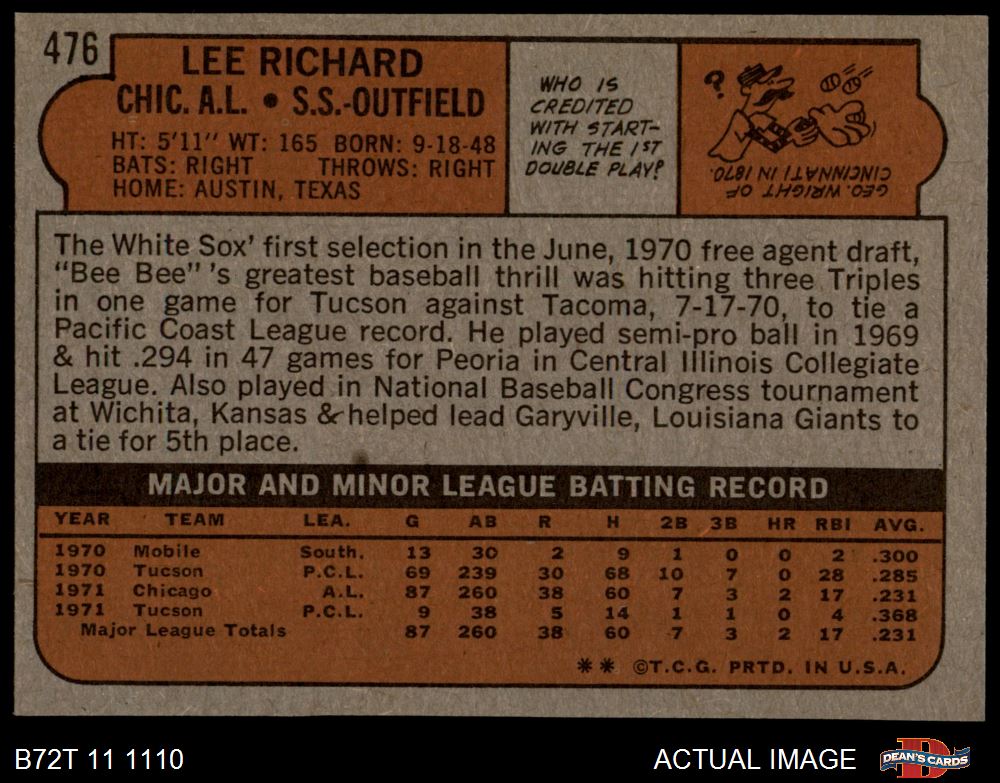 476
LEE RICHARD
CHIC. A.L. • S.S.-OUTFIELD
HT: 5'11" WT: 165 BORN: 9-18-48
BATS: RIGHT THROWS: RIGHT
HOME: AUSTIN, TEXAS
WHO IS
CREDITED
WITH START-
ING THE 1ST
DOUBLE PLAY?
?
GEO. WRIGHT OF
CINCINNATI IN 1870.
The White Sox' first selection in the June, 1970 free agent draft,
"Bee Bee" 's greatest baseball thrill was hitting three Triples
in one game for Tucson against Tacoma, 7-17-70, to tie a
Pacific Coast League record. He played semi-pro ball in 1969
& hit .294 in 47 games for Peoria in Central Illinois Collegiate
League. Also played in National Baseball Congress tournament
at Wichita, Kansas & helped lead Garyville, Louisiana Giants to
a tie for 5th place.
MAJOR AND MINOR LEAGUE BATTING RECORD
YEAR TEAM LEA. G AB R H 2B 3B HR RBI AVG.
1970 Mobile South. 13 30 2 9 1 0 0 2 .300
1970 Tucson P.C.L. 69 239 30 68 10 7 0 28 .285
1971 Chicago A.L. 87 260 38 60 7 3 2 17 .231
1971 Tucson P.C.L. 9 38 5 14 1 1 0 4 .368
Major League Totals 87 260 38 60 7 3 2 17 .231
** ©T.C.G. PRTD. IN U.S.A.
B72T 11 1110
ACTUAL IMAGE
D
DEAN'S CARDS